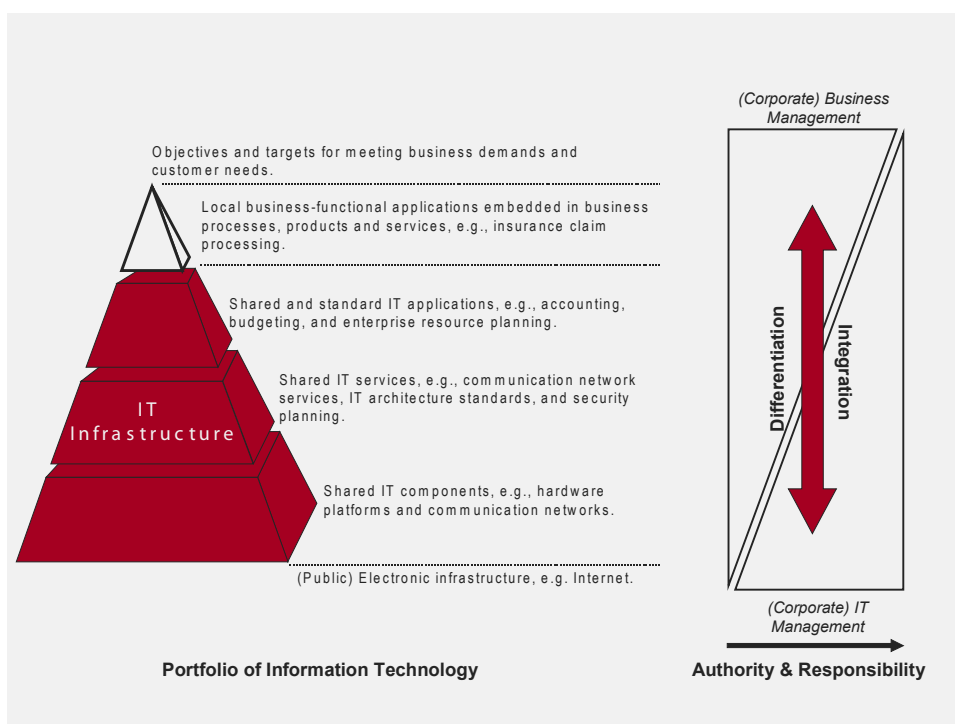 (Corporate) Business
Management
Objectives and targets for meeting business demands and
customer needs.
Local business-functional applications embedded in business
processes, products and services, e.g., insurance claim
processing.
Shared and standard IT applications, e.g., accounting,
budgeting, and enterprise resource planning.
Shared IT services, e.g., communication network
services, IT architecture standards, and security
planning.
IT
Infrastructure
Shared IT components, e.g., hardware
platforms and communication networks.
(Public) Electronic infrastructure, e.g. Internet.
Differentiation
Integration
(Corporate) IT
Management
Portfolio of Information Technology
Authority & Responsibility